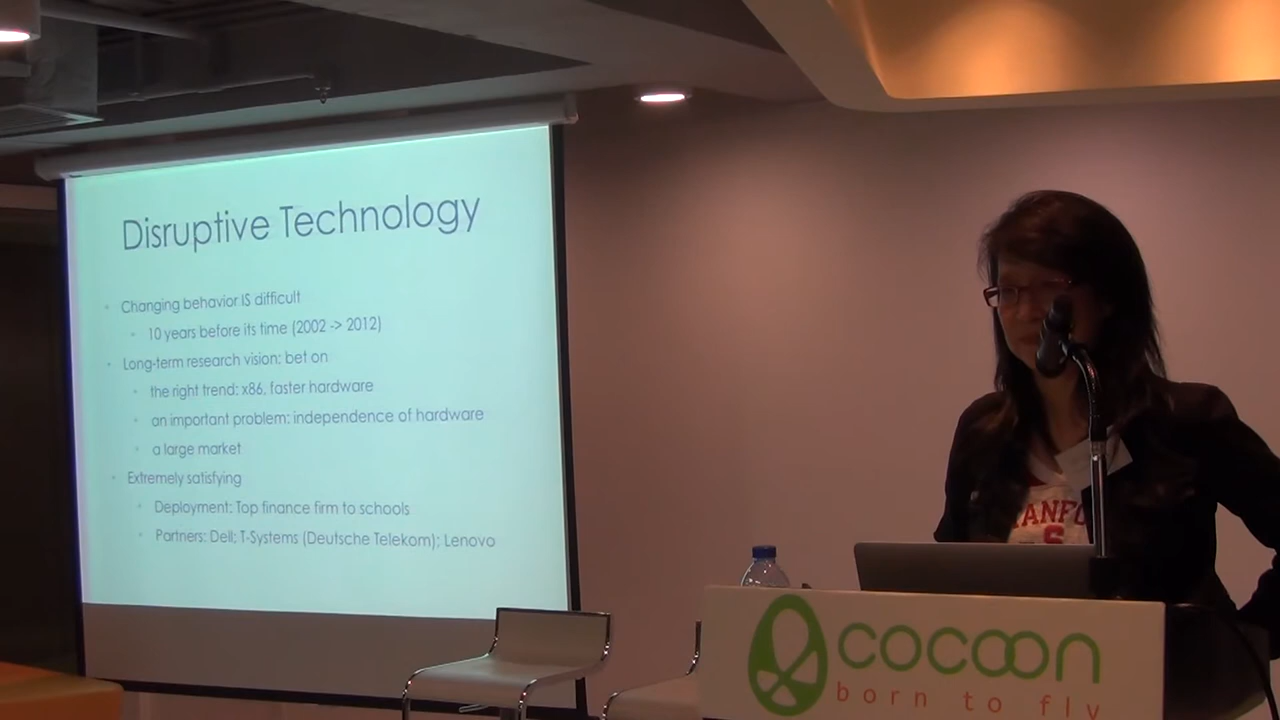 Disruptive Technology
Changing behavior IS difficult
10 years before its time (2002 -> 2012)
Long-term research vision: bet on
the right trend: x86, faster hardware
an important problem: independence of hardware
a large market
Extremely satisfying
Deployment: Top finance firm to schools
Partners: Dell; T-Systems (Deutsche Telekom); Lenovo
ANFO
S
cocoon
born to fly